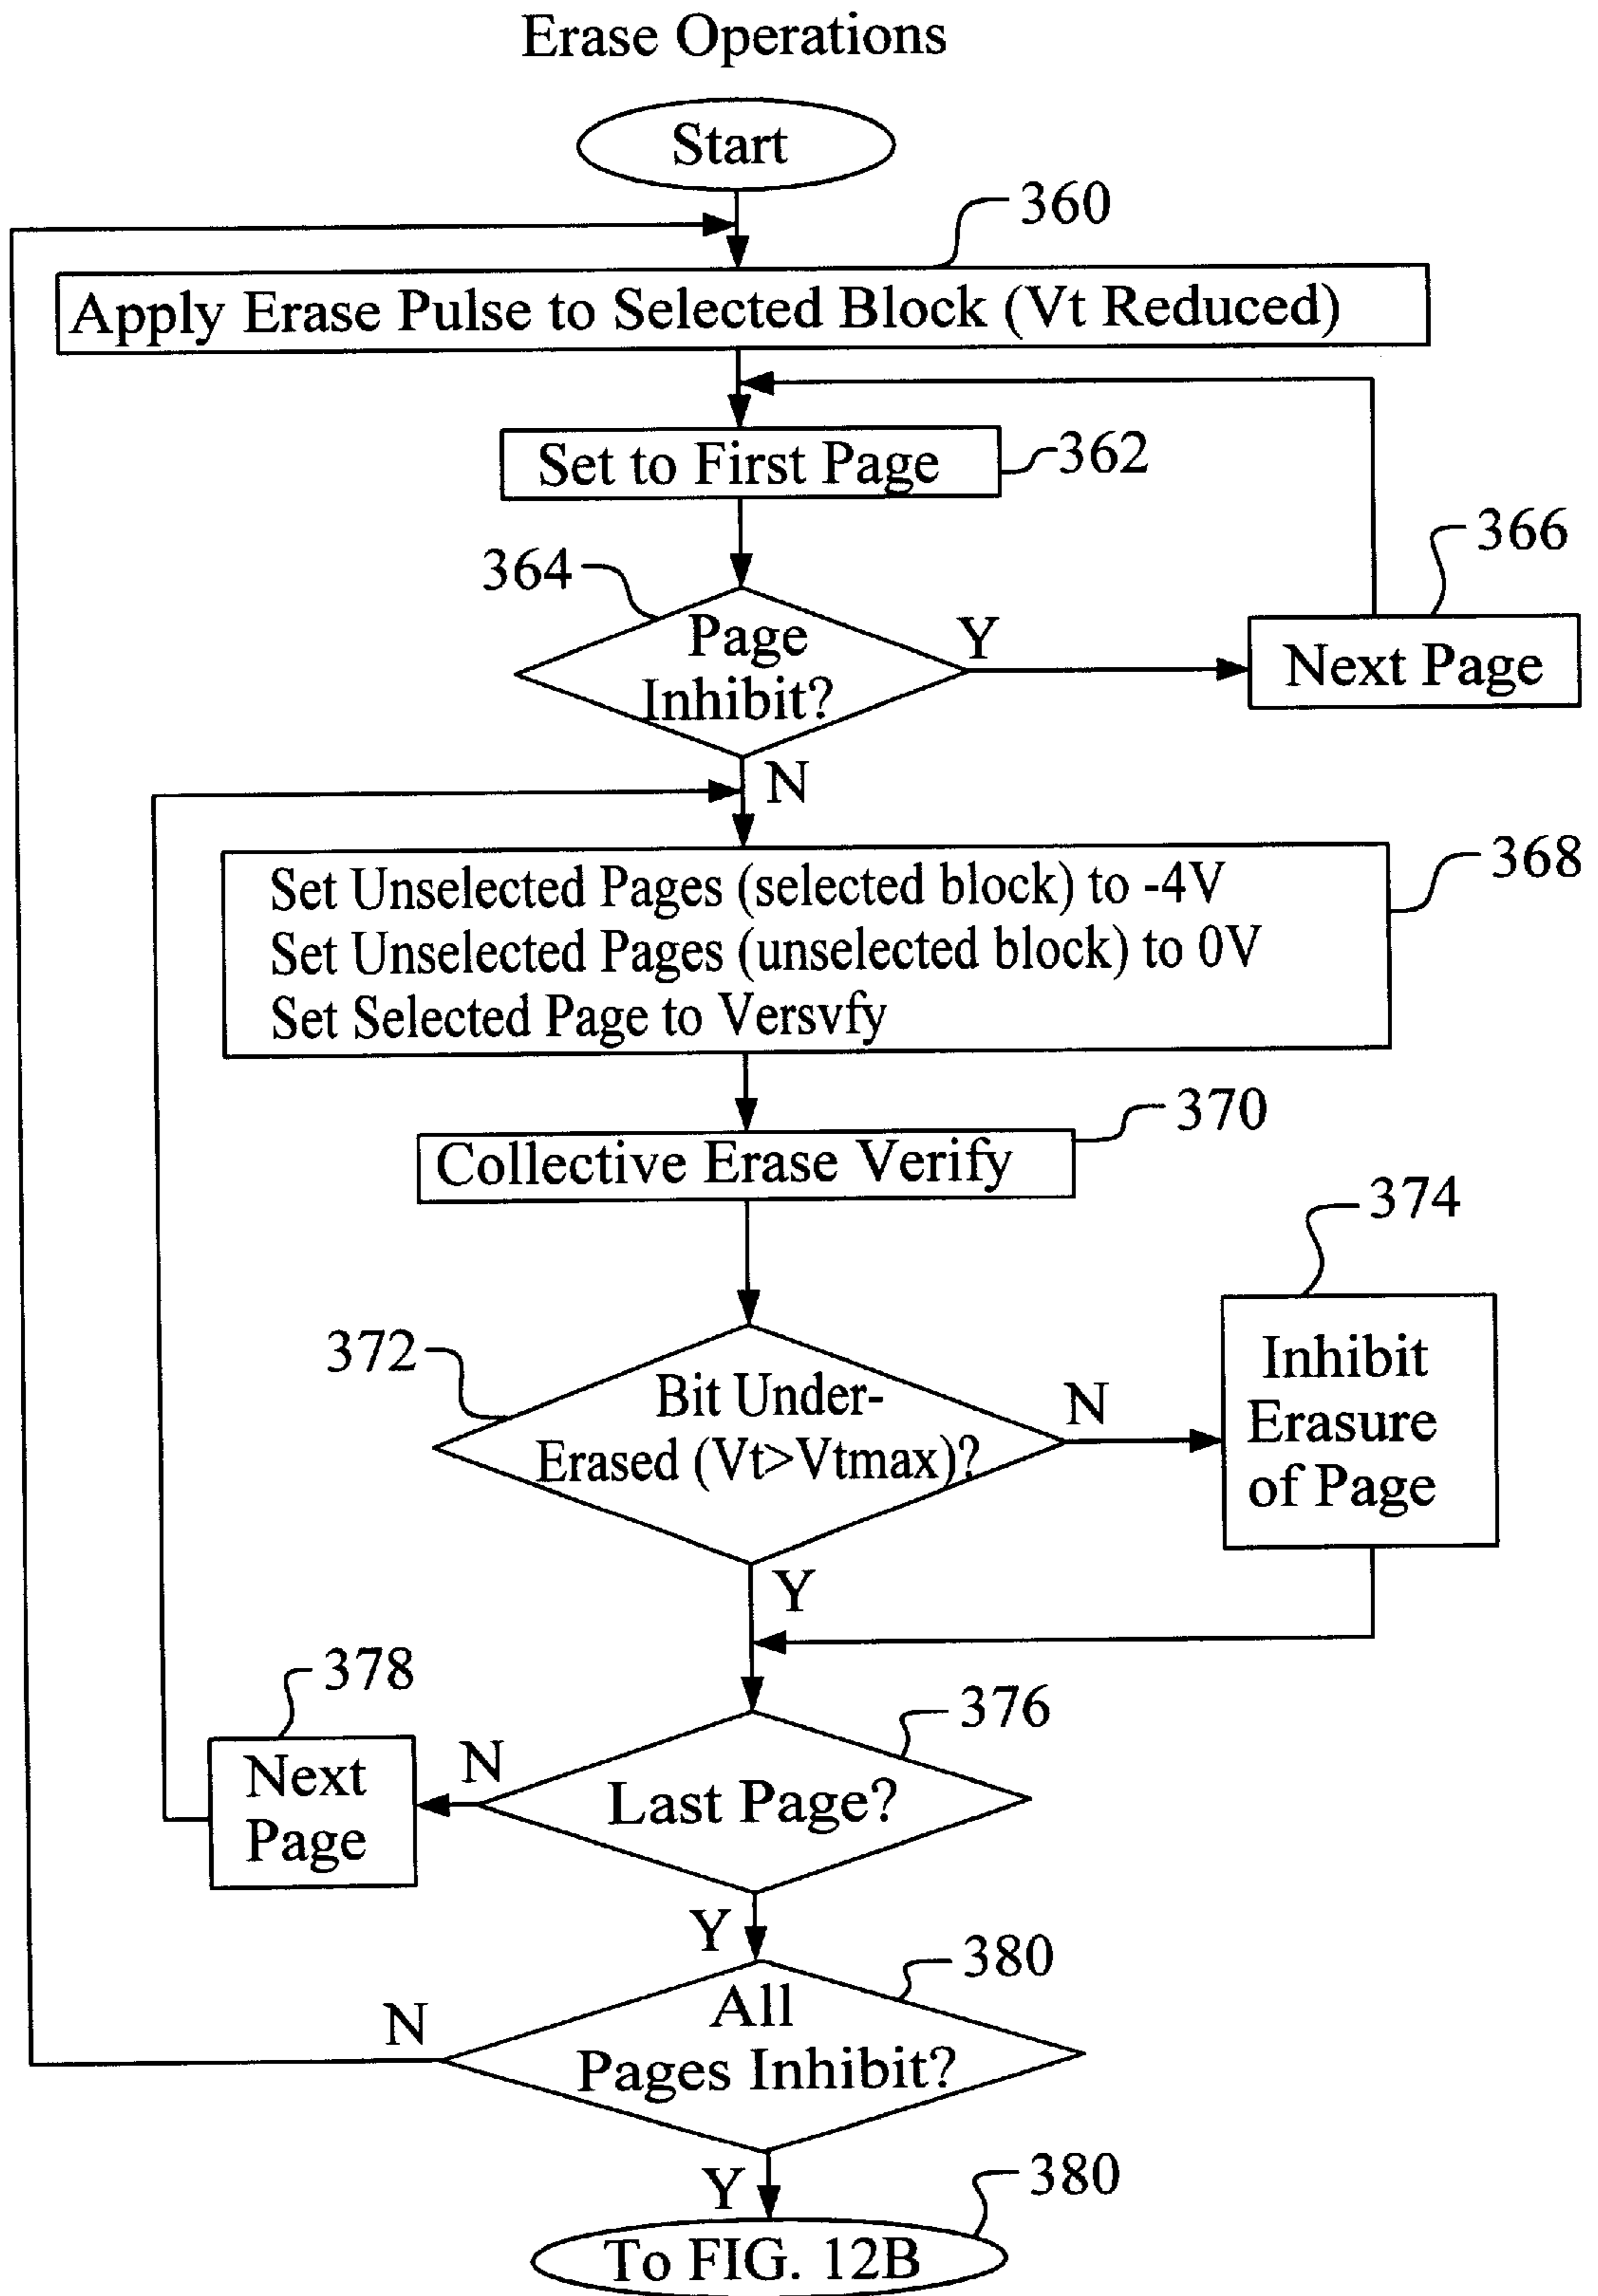 Erase Operations
Start
360
Apply Erase Pulse to Selected Block (Vt Reduced)
Set to First Page
362
364
366
Page
Inhibit?
Y
Next Page
N
368
Set Unselected Pages (selected block) to -4V
Set Unselected Pages (unselected block) to 0V
Set Selected Page to Versvfy
370
Collective Erase Verify
374
372
Bit Under-
Erased (Vt>Vtmax)?
N
Inhibit
Erasure
of Page
Y
378
376
Next
Page
N
Last Page?
Y
380
N
All
Pages Inhibit?
Y
380
To FIG. 12B